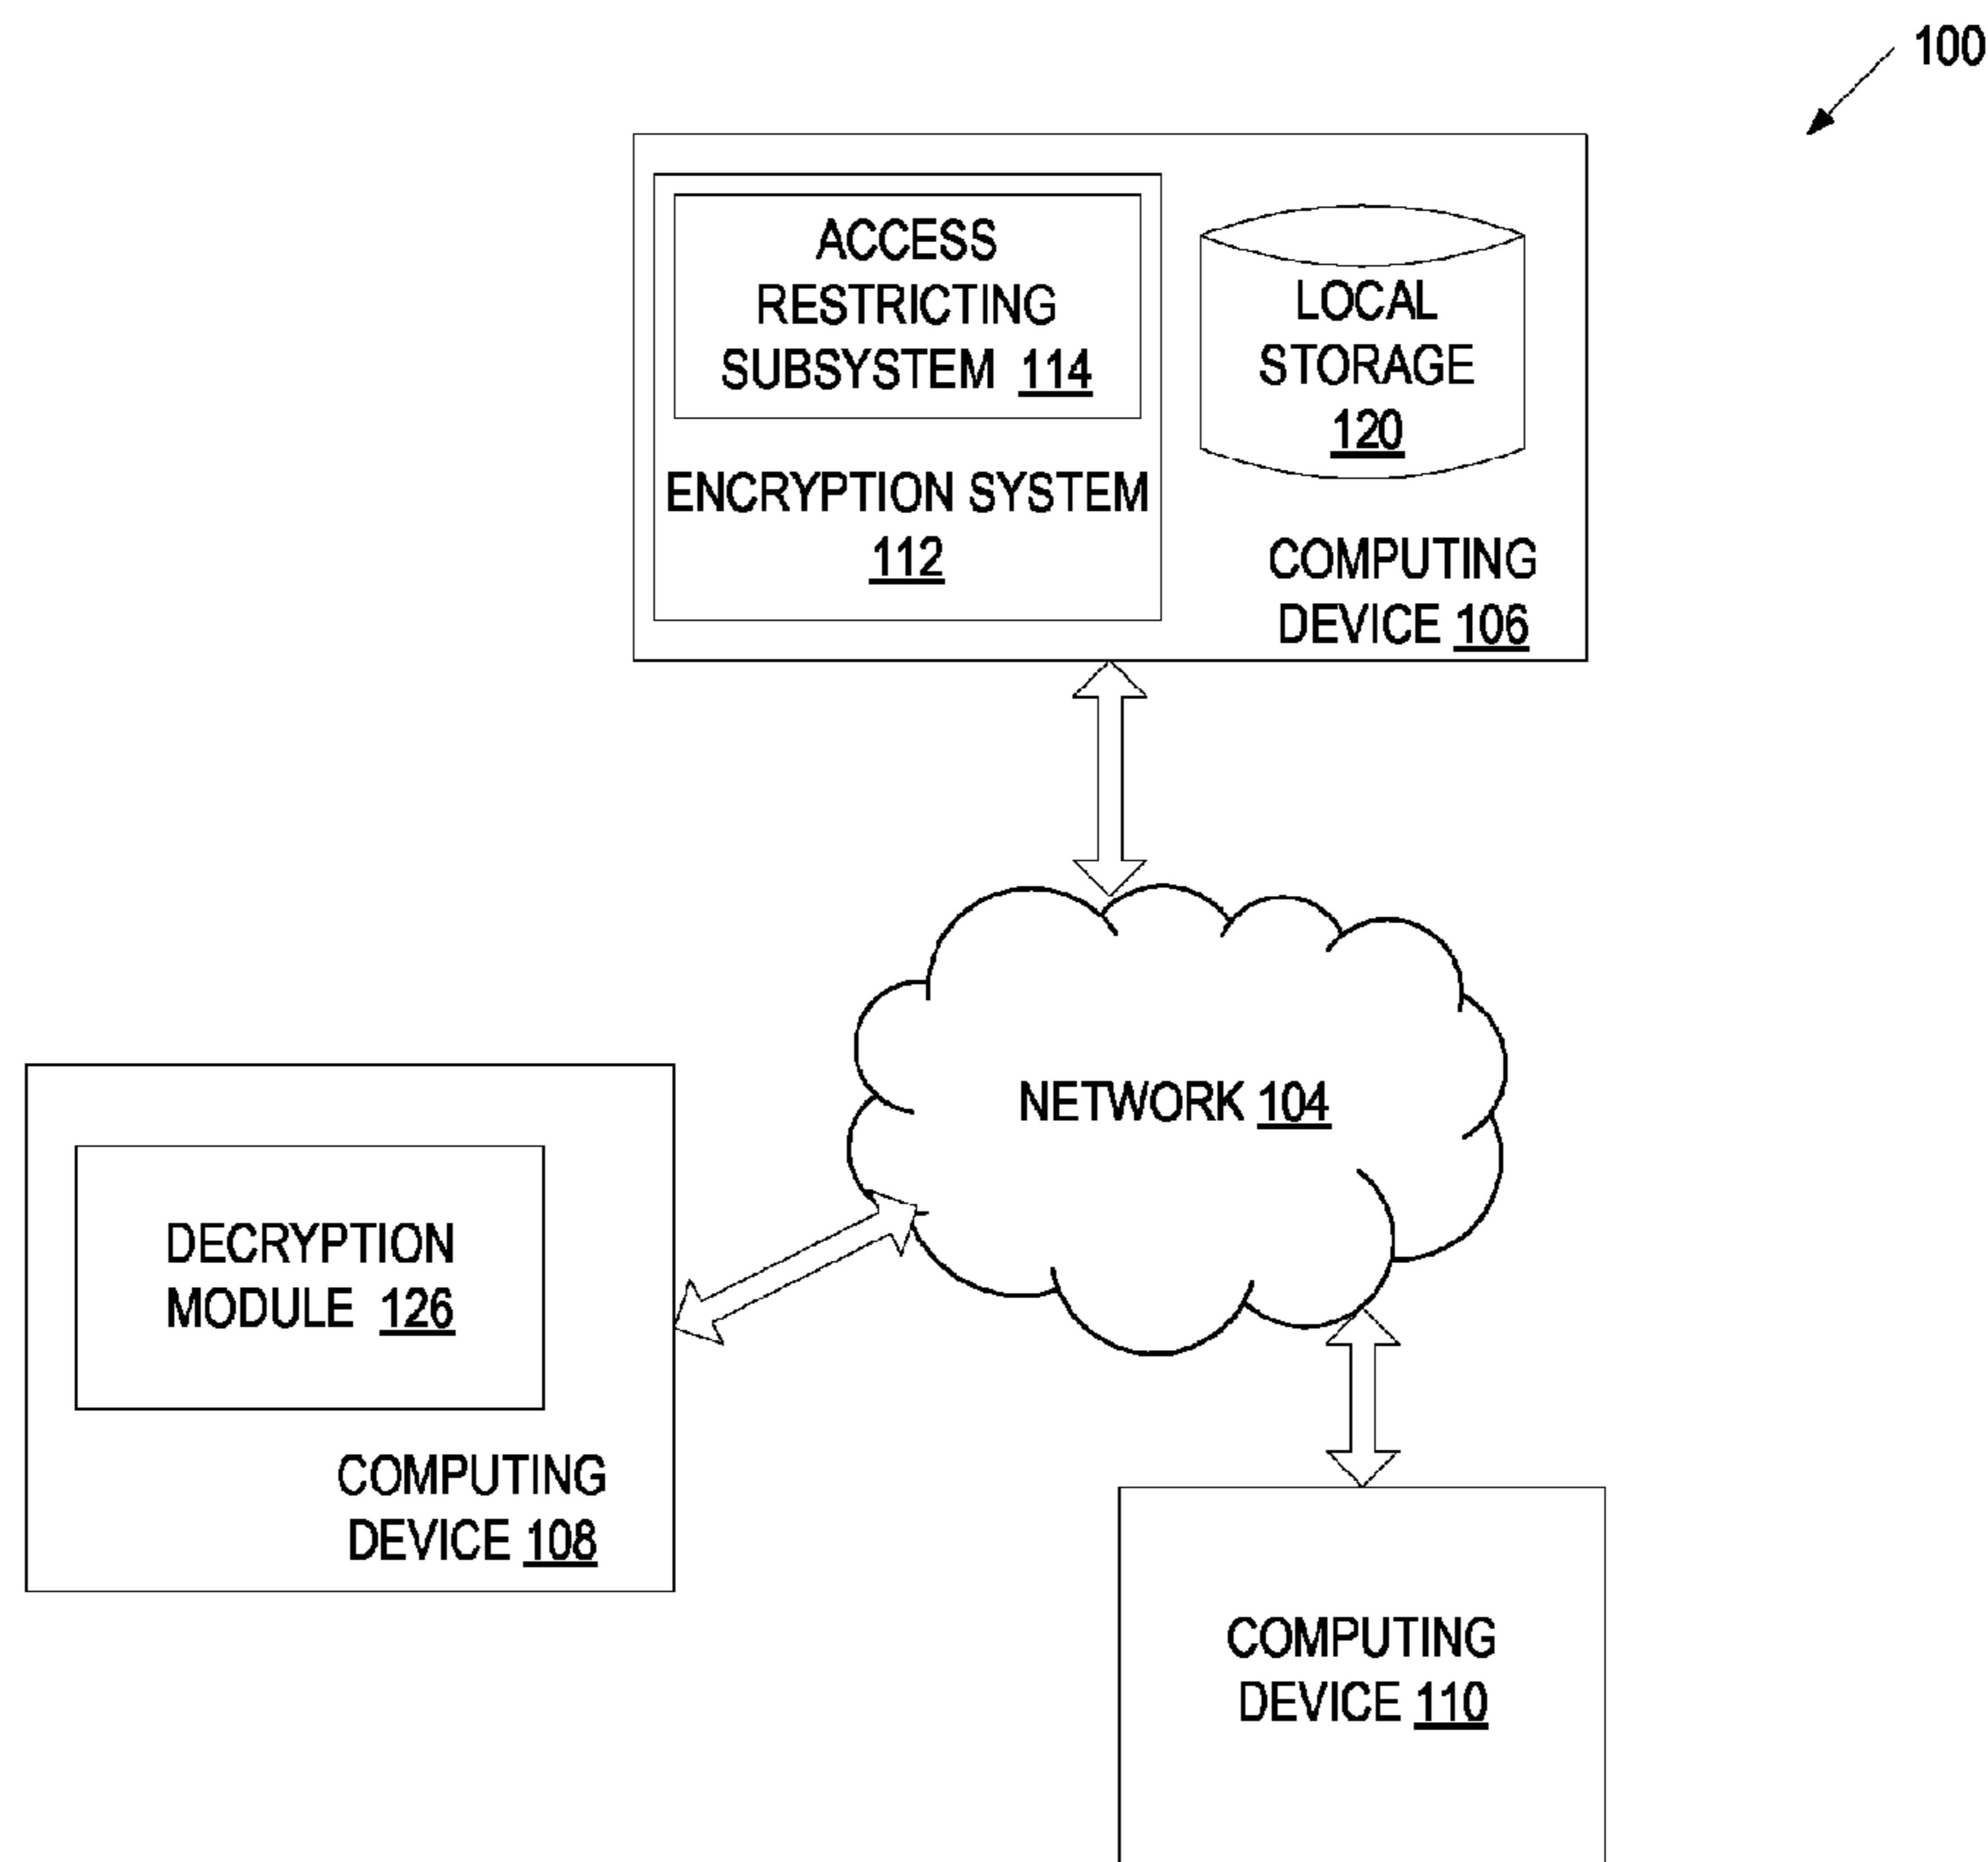 100
ACCESS
RESTRICTING
SUBSYSTEM 114
ENCRYPTION SYSTEM
112
LOCAL
STORAGE
120
COMPUTING
DEVICE 106
NETWORK 104
DECRYPTION
MODULE 126
COMPUTING
DEVICE 108
COMPUTING
DEVICE 110